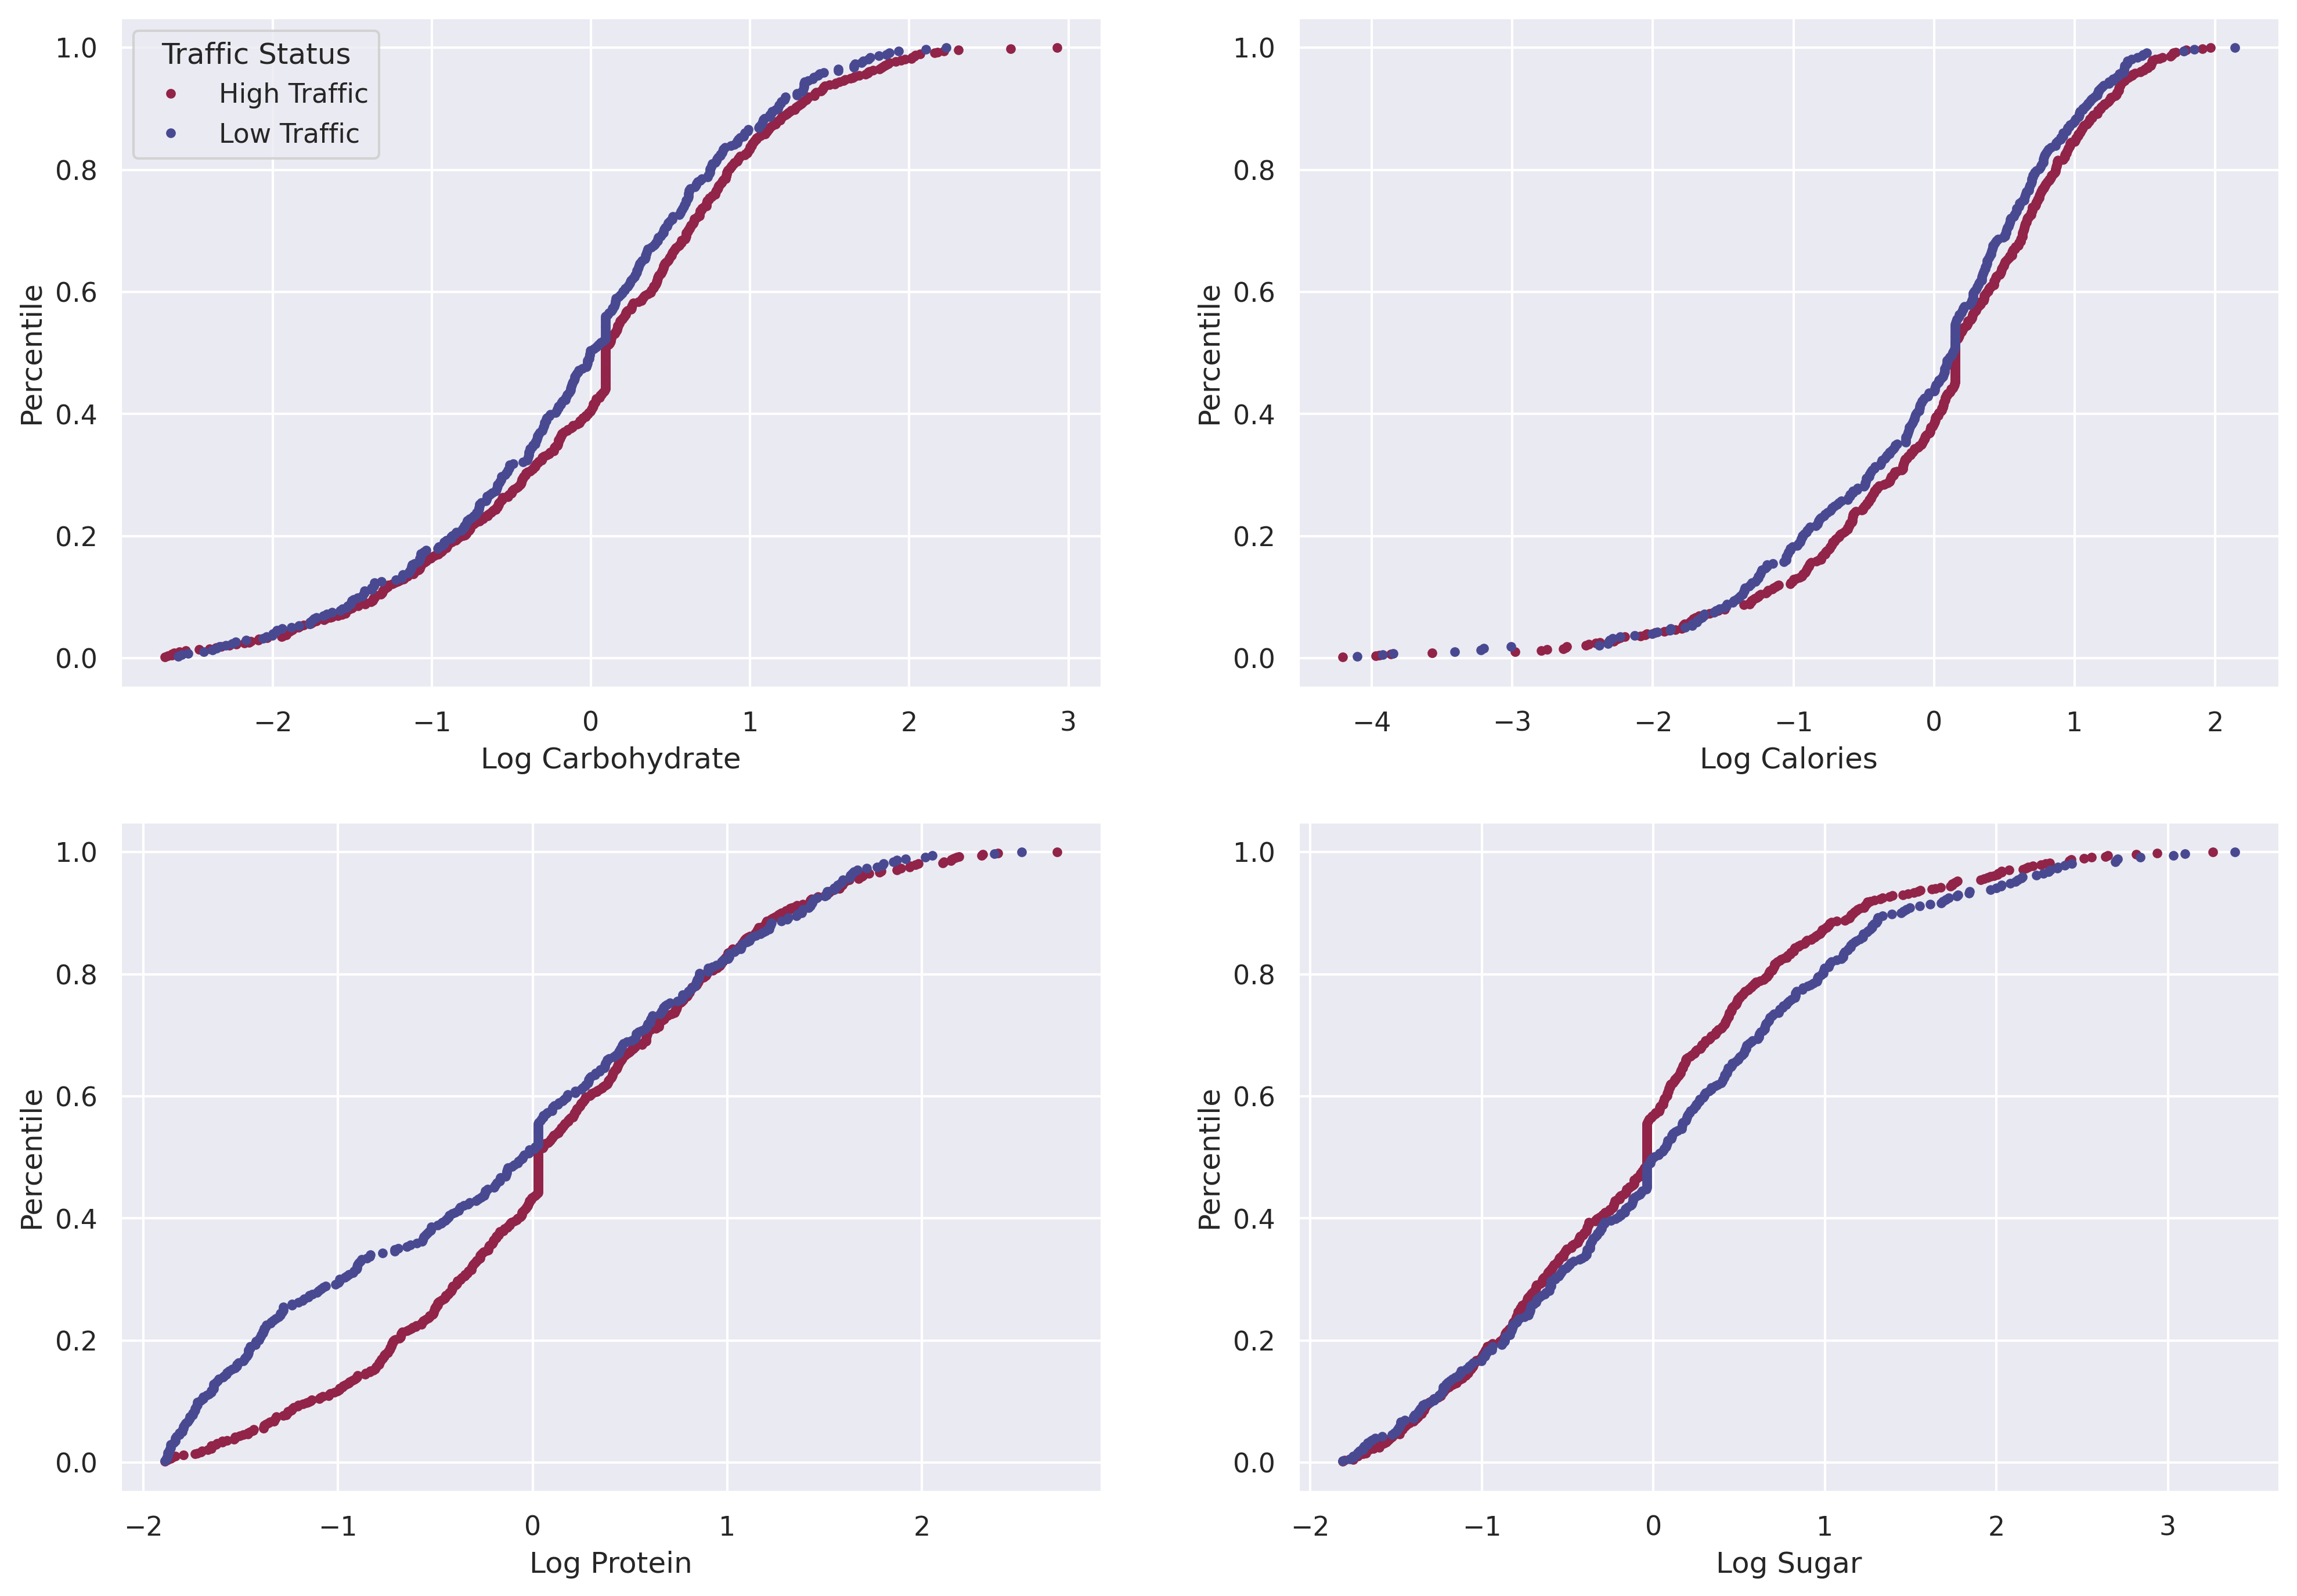 1.0
0.8
0.6
0.4
0.2
0.0
Percentile
Traffic Status
High Traffic
Low Traffic
−2 −1 0 1 2 3
Log Carbohydrate
1.0
0.8
0.6
0.4
0.2
0.0
Percentile
−4 −3 −2 −1 0 1 2
Log Calories
1.0
0.8
0.6
0.4
0.2
0.0
Percentile
−2 −1 0 1 2
Log Protein
1.0
0.8
0.6
0.4
0.2
0.0
Percentile
−2 −1 0 1 2 3
Log Sugar